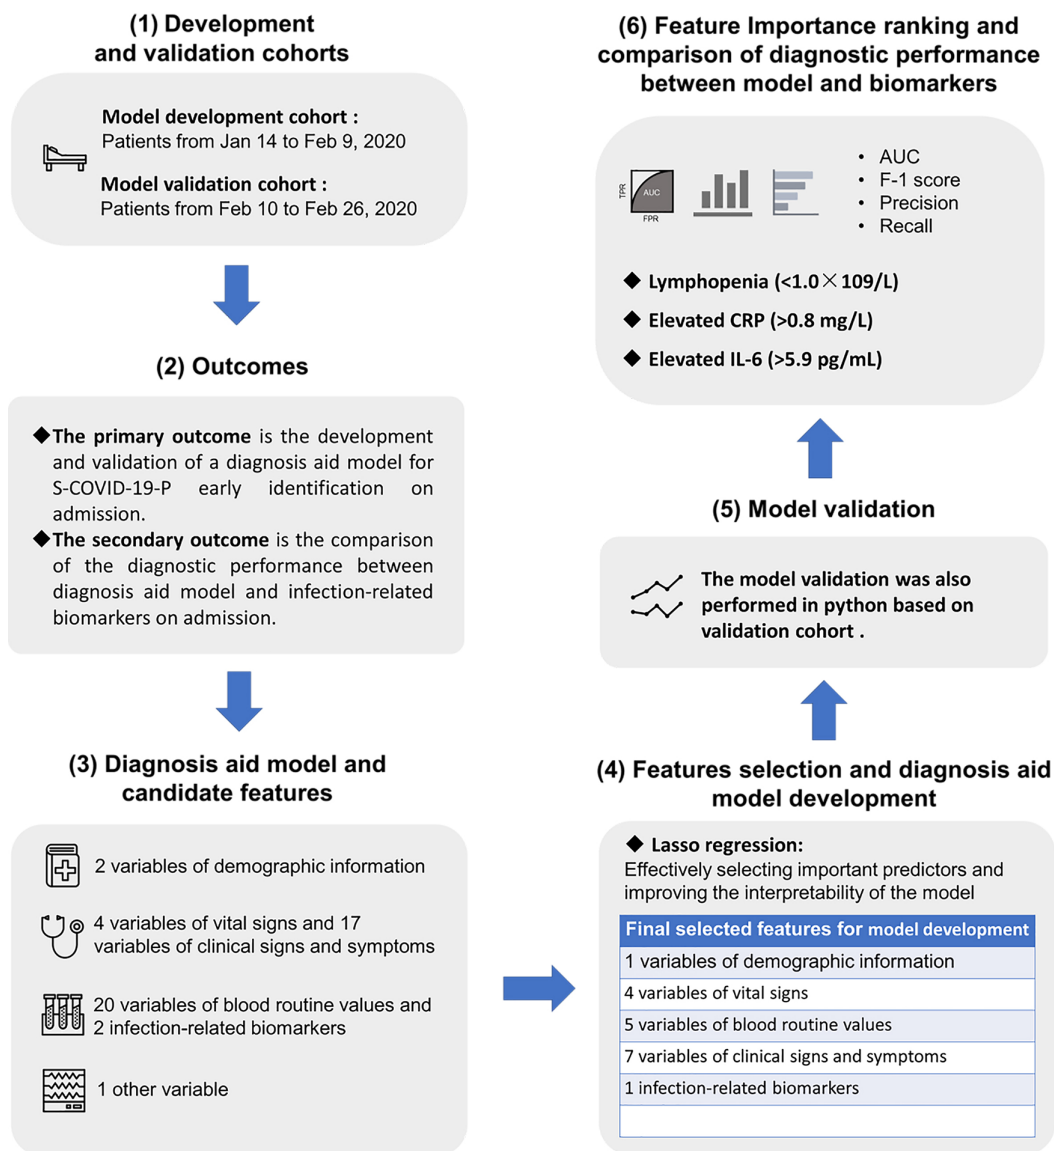 (1) Development
and validation cohorts
Model development cohort :
Patients from Jan 14 to Feb 9, 2020
Model validation cohort :
Patients from Feb 10 to Feb 26, 2020
(2) Outcomes
◆The primary outcome is the development
and validation of a diagnosis aid model for
S-COVID-19-P early identification on
admission.
◆The secondary outcome is the comparison
of the diagnostic performance between
diagnosis aid model and infection-related
biomarkers on admission.
(3) Diagnosis aid model and
candidate features
2 variables of demographic information
4 variables of vital signs and 17
variables of clinical signs and symptoms
20 variables of blood routine values and
2 infection-related biomarkers
1 other variable
(4) Features selection and diagnosis aid
model development
◆ Lasso regression:
Effectively selecting important predictors and
improving the interpretability of the model
Final selected features for model development
1 variables of demographic information
4 variables of vital signs
5 variables of blood routine values
7 variables of clinical signs and symptoms
1 infection-related biomarkers
(5) Model validation
The model validation was also
performed in python based on
validation cohort .
(6) Feature Importance ranking and
comparison of diagnostic performance
between model and biomarkers
TPR
AUC
FPR
• AUC
• F-1 score
• Precision
• Recall
◆ Lymphopenia (<1.0×109/L)
◆ Elevated CRP (>0.8 mg/L)
◆ Elevated IL-6 (>5.9 pg/mL)